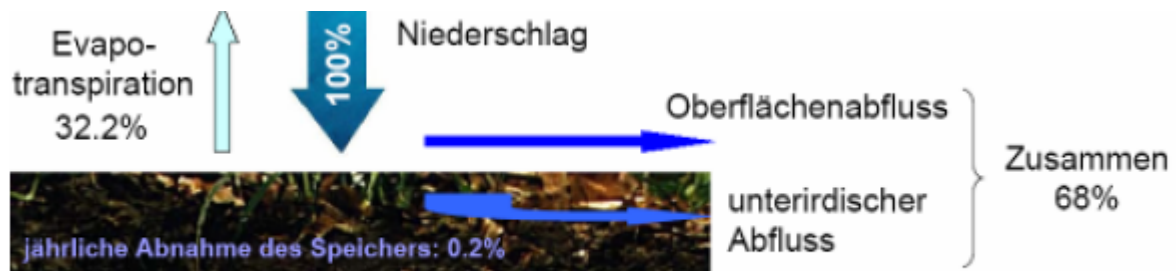 Evapo-
transpiration
32.2%
100%
Niederschlag
Oberflächenabfluss
unterirdischer
Abfluss
Zusammen
68%
jährliche Abnahme des Speichers: 0.2%